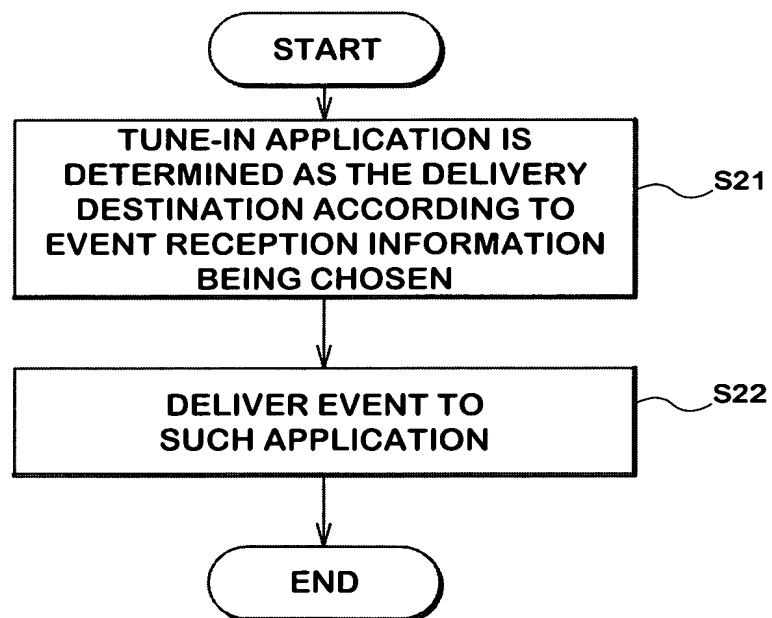 START
TUNE-IN APPLICATION IS
DETERMINED AS THE DELIVERY
DESTINATION ACCORDING TO
EVENT RECEPTION INFORMATION
BEING CHOSEN
S21
DELIVER EVENT TO
SUCH APPLICATION
S22
END